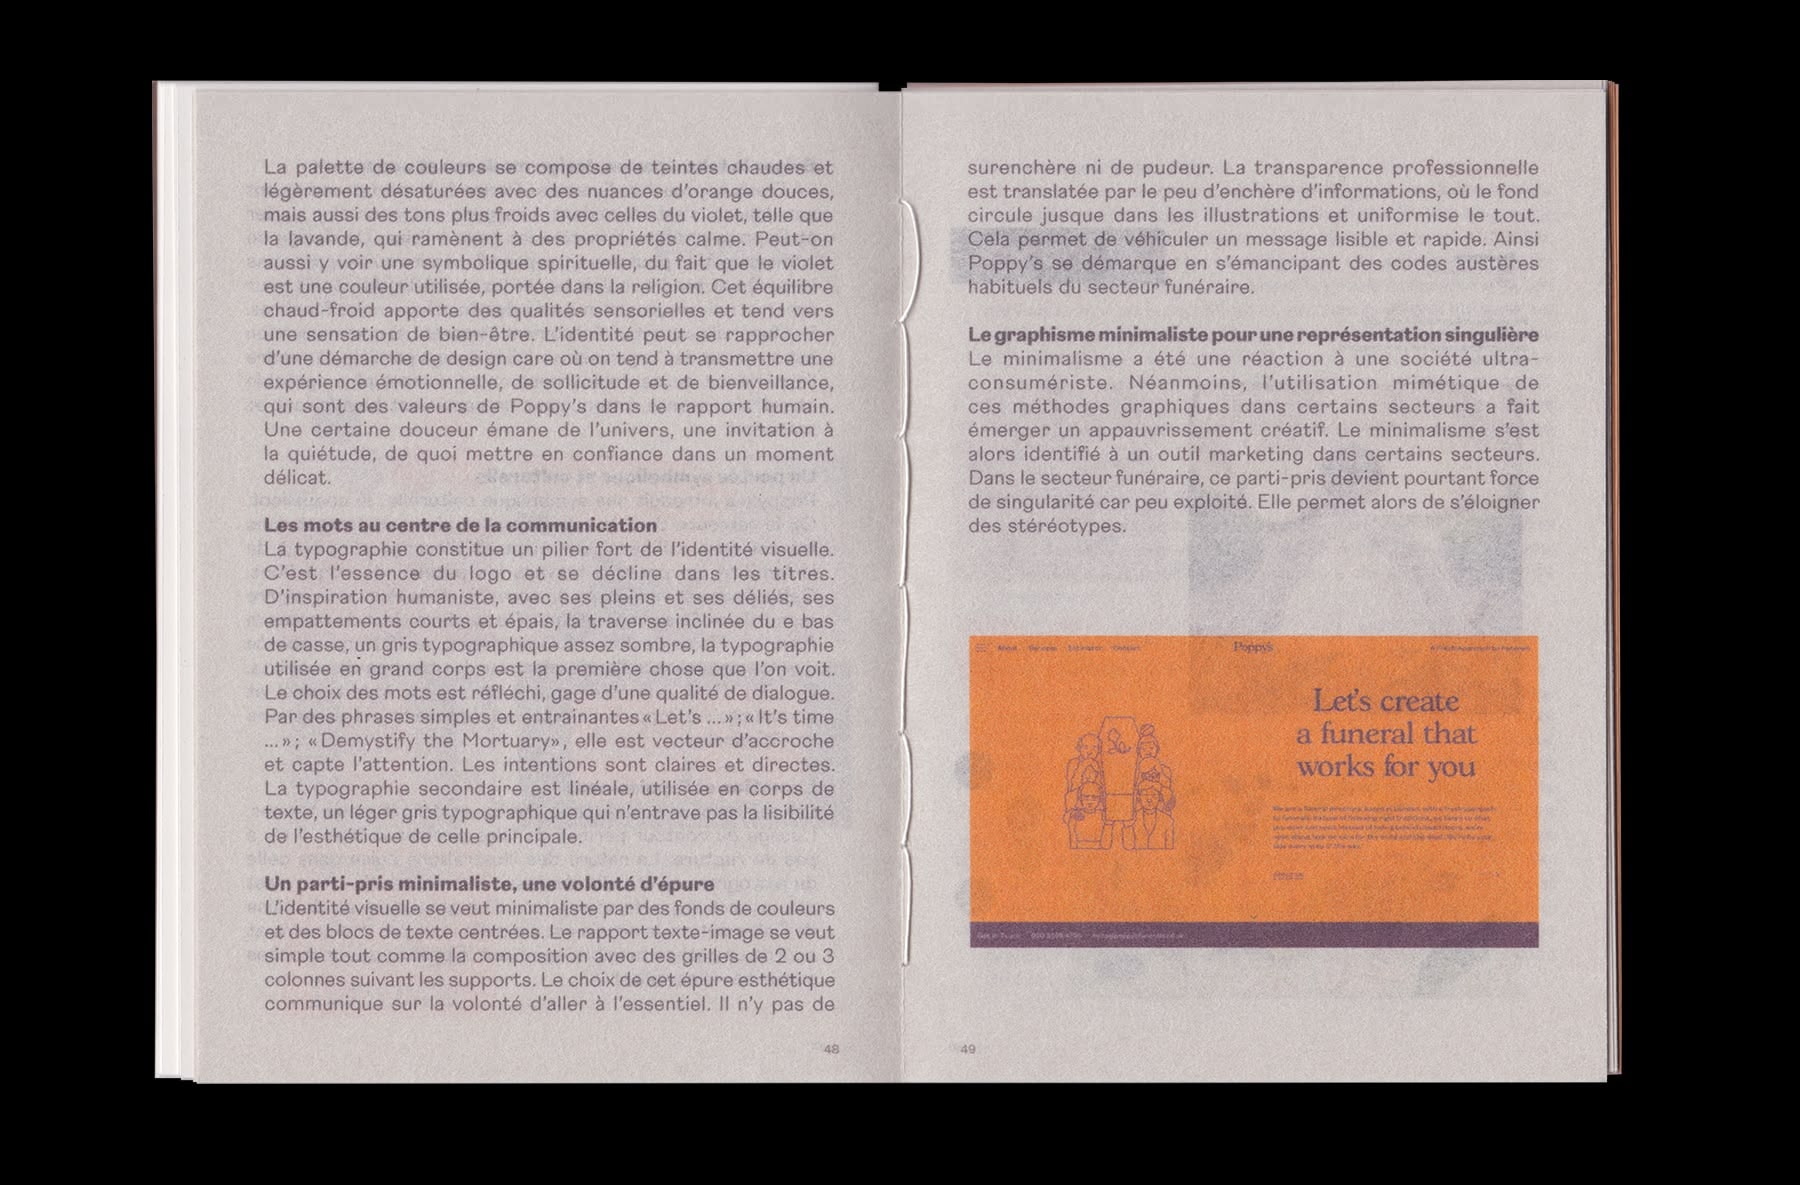 La palette de couleurs se compose de teintes chaudes et
légèrement désaturées avec des nuances d'orange douces,
mais aussi des tons plus froids avec celles du violet, telle que
la lavande, qui ramènent à des propriétés calme. Peut-on
aussi y voir une symbolique spirituelle, du fait que le violet
est une couleur utilisée, portée dans la religion. Cet équilibre
chaud-froid apporte des qualités sensorielles et tend vers
une sensation de bien-être. L'identité peut se rapprocher
d'une démarche de design care où on tend à transmettre une
expérience émotionnelle, de sollicitude et de bienveillance,
qui sont des valeurs de Poppy's dans le rapport humain.
Une certaine douceur émane de l'univers, une invitation à
la quiétude, de quoi mettre en confiance dans un moment
délicat.
Les mots au centre de la communication
La typographie constitue un pilier fort de l'identité visuelle.
C'est l'essence du logo et se décline dans les titres.
D'inspiration humaniste, avec ses pleins et ses déliés, ses
empattements courts et épais, la traverse inclinée du e bas
de casse, un gris typographique assez sombre, la typographie
utilisée en grand corps est la première chose que l'on voit.
Le choix des mots est réfléchi, gage d'une qualité de dialogue.
Par des phrases simples et entrainantes « Let's ... » ; « It's time
... » ; « Demystify the Mortuary», elle est vecteur d'accroche
et capte l'attention. Les intentions sont claires et directes.
La typographie secondaire est linéale, utilisée en corps de
texte, un léger gris typographique qui n'entrave pas la lisibilité
de l'esthétique de celle principale.
Un parti-pris minimaliste, une volonté d'épure
L'identité visuelle se veut minimaliste par des fonds de couleurs
et des blocs de texte centrées. Le rapport texte-image se veut
simple tout comme la composition avec des grilles de 2 ou 3
colonnes suivant les supports. Le choix de cet épure esthétique
communique sur la volonté d'aller à l'essentiel. Il n'y pas de
48
surenchère ni de pudeur. La transparence professionnelle
est translatée par le peu d'enchère d'informations, où le fond
circule jusque dans les illustrations et uniformise le tout.
Cela permet de véhiculer un message lisible et rapide. Ainsi
Poppy's se démarque en s'émancipant des codes austères
habituels du secteur funéraire.
Le graphisme minimaliste pour une représentation singulière
Le minimalisme a été une réaction à une société ultra-
consumériste. Néanmoins, l'utilisation mimétique de
ces méthodes graphiques dans certains secteurs a fait
émerger un appauvrissement créatif. Le minimalisme s'est
alors identifié à un outil marketing dans certains secteurs.
Dans le secteur funéraire, ce parti-pris devient pourtant force
de singularité car peu exploité. Elle permet alors de s'éloigner
des stéréotypes.
About Contact Poppy's
Let's create
a funeral that
works for you
49